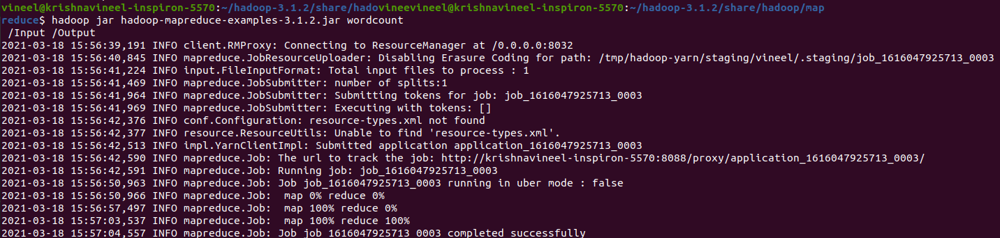 vineel@krishnavineel-inspiron-5570:~/hadoop-3.1.2/share/hadovineevineel@krishnavineel-inspiron-5570:~/hadoop-3.1.2/share/hadoop/map
reduce$ hadoop jar hadoop-mapreduce-examples-3.1.2.jar wordcount
 /Input /Output
2021-03-18 15:56:39,191 INFO client.RMProxy: Connecting to ResourceManager at /0.0.0.0:8032
2021-03-18 15:56:40,845 INFO mapreduce.JobResourceUploader: Disabling Erasure Coding for path: /tmp/hadoop-yarn/staging/vineel/.staging/job_1616047925713_0003
2021-03-18 15:56:41,224 INFO input.FileInputFormat: Total input files to process : 1
2021-03-18 15:56:41,469 INFO mapreduce.JobSubmitter: number of splits:1
2021-03-18 15:56:41,964 INFO mapreduce.JobSubmitter: Submitting tokens for job: job_1616047925713_0003
2021-03-18 15:56:41,969 INFO mapreduce.JobSubmitter: Executing with tokens: []
2021-03-18 15:56:42,376 INFO conf.Configuration: resource-types.xml not found
2021-03-18 15:56:42,377 INFO resource.ResourceUtils: Unable to find 'resource-types.xml'.
2021-03-18 15:56:42,513 INFO impl.YarnClientImpl: Submitted application application_1616047925713_0003
2021-03-18 15:56:42,590 INFO mapreduce.Job: The url to track the job: http://krishnavineel-inspiron-5570:8088/proxy/application_1616047925713_0003/
2021-03-18 15:56:42,591 INFO mapreduce.Job: Running job: job_1616047925713_0003
2021-03-18 15:56:50,963 INFO mapreduce.Job: Job job_1616047925713_0003 running in uber mode : false
2021-03-18 15:56:50,966 INFO mapreduce.Job:  map 0% reduce 0%
2021-03-18 15:56:57,497 INFO mapreduce.Job:  map 100% reduce 0%
2021-03-18 15:57:03,537 INFO mapreduce.Job:  map 100% reduce 100%
2021-03-18 15:57:04,557 INFO mapreduce.Job: Job job_1616047925713_0003 completed successfully